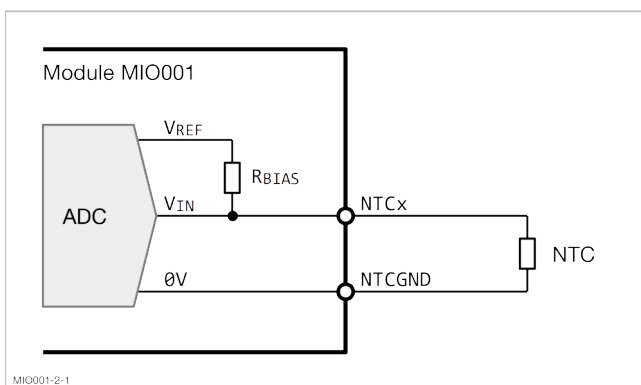 Module MIO001
VREF
RBIAS
VIN
NTCx
ADC
NTC
0V
NTCGND
MIO001-2-1